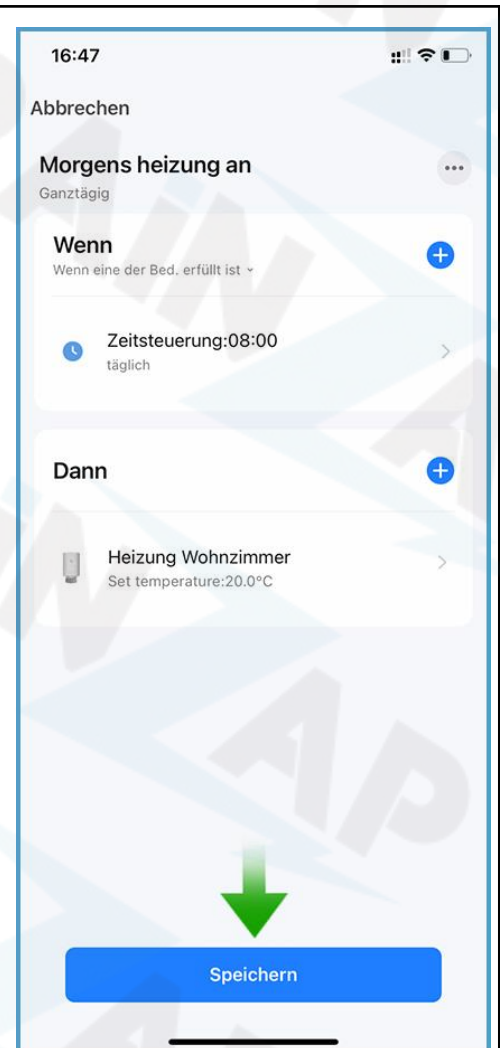 16:47
Abbrechen
Morgens heizung an
Ganztägig
Wenn
Wenn eine der Bed. erfüllt ist
Zeitsteuerung:08:00
täglich
Dann
Heizung Wohnzimmer
Set temperature:20.0°C
Speichern